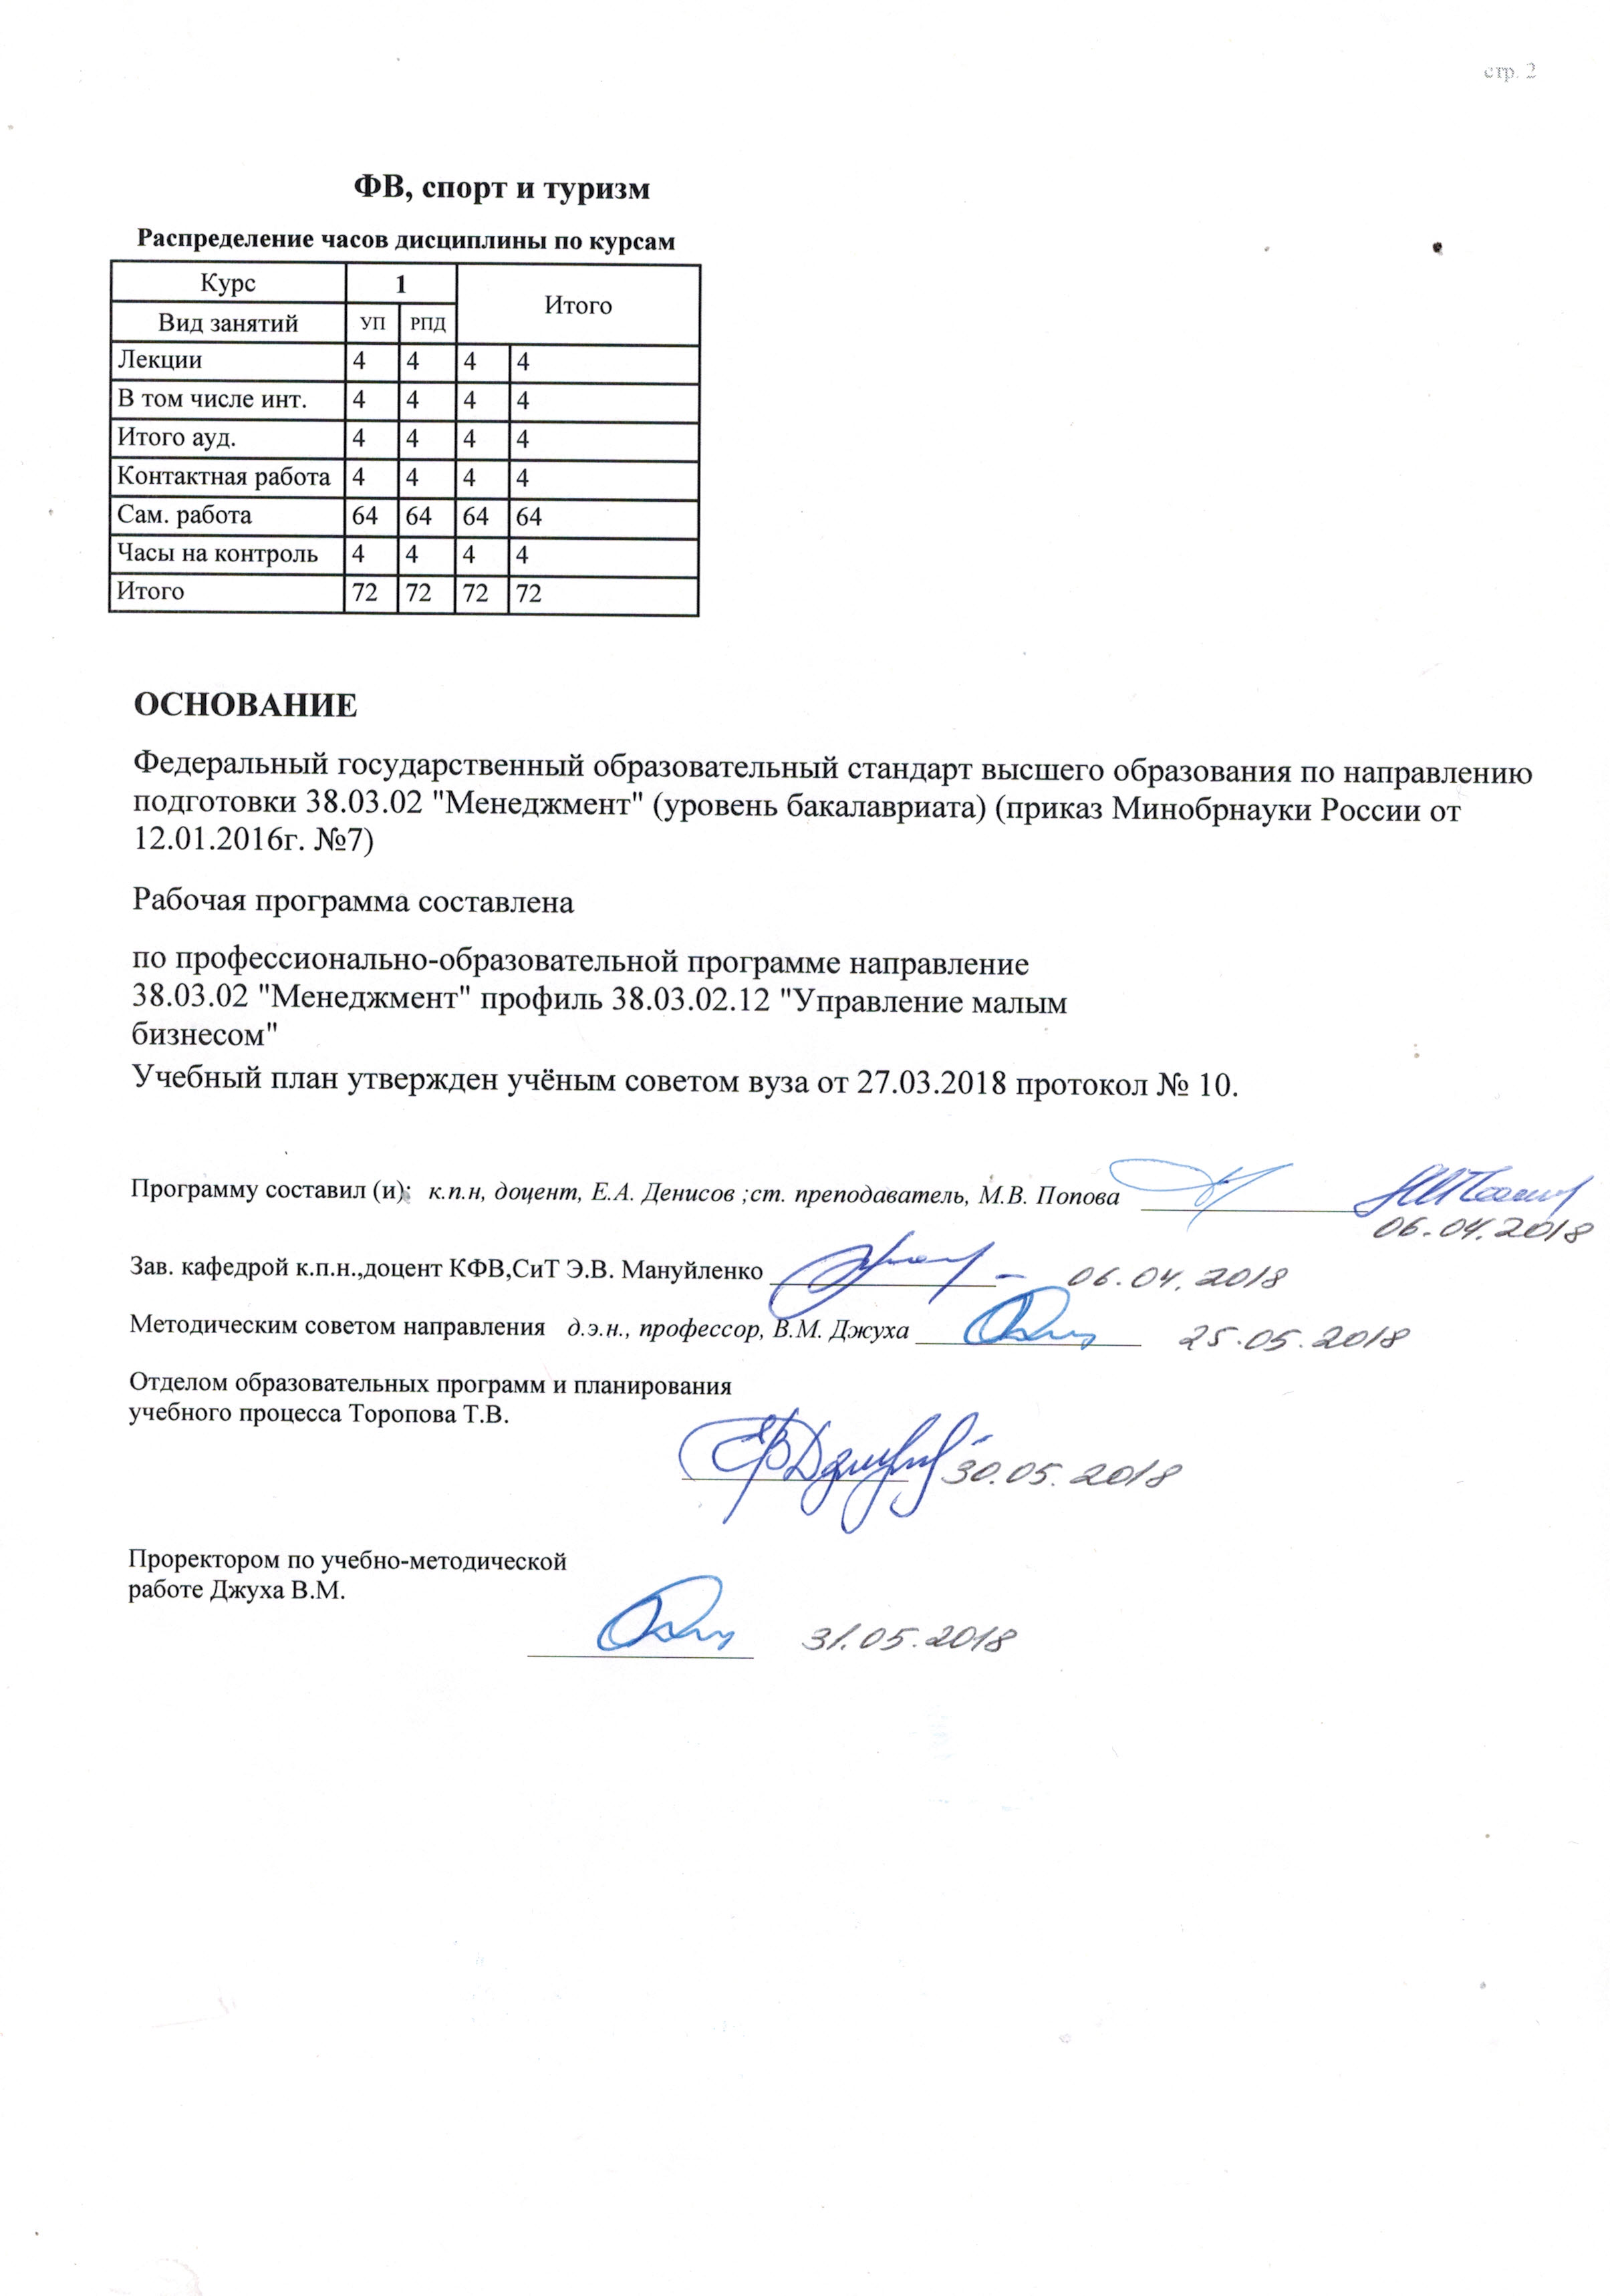 стр. 2
ФВ, спорт и туризм
Распределение часов дисциплины по курсам
Курс 1 Итого
Вид занятий УП РПД
Лекции 4 4 4 4
В том числе инт. 4 4 4 4
Итого ауд. 4 4 4 4
Контактная работа 4 4 4 4
Сам. работа 64 64 64 64
Часы на контроль 4 4 4 4
Итого 72 72 72 72
ОСНОВАНИЕ
Федеральный государственный образовательный стандарт высшего образования по направлению
подготовки 38.03.02 "Менеджмент" (уровень бакалавриата) (приказ Минобрнауки России от
12.01.2016г. №7)
Рабочая программа составлена
по профессионально-образовательной программе направление
38.03.02 "Менеджмент" профиль 38.03.02.12 "Управление малым
бизнесом"
Учебный план утвержден учёным советом вуза от 27.03.2018 протокол № 10.
Программу составил (и): к.п.н, доцент, Е.А. Денисов ;ст. преподаватель, М.В. Попова
06.04.2018
Зав. кафедрой к.п.н.,доцент КФВ,СиТ Э.В. Мануйленко 06.04.2018
Методическим советом направления д.э.н., профессор, В.М. Джуха 25.05.2018
Отделом образовательных программ и планирования
учебного процесса Торопова Т.В.
30.05.2018
Проректором по учебно-методической
работе Джуха В.М.
31.05.2018